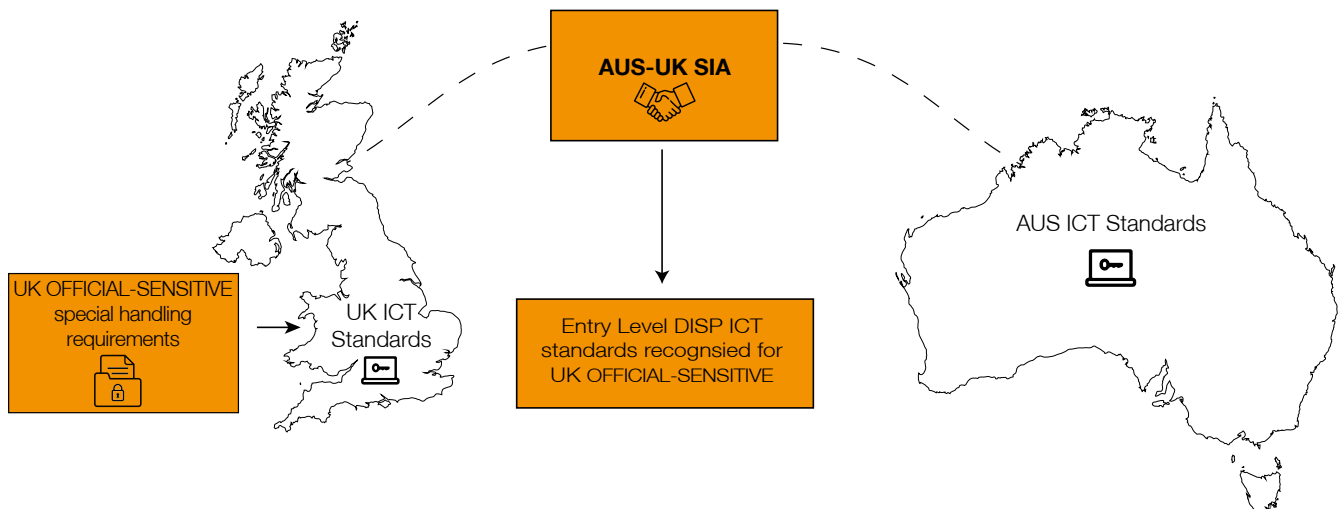 AUS-UK SIA
UK OFFICIAL-SENSITIVE
special handling
requirements
UK ICT
Standards
Entry Level DISP ICT
standards recognsied for
UK OFFICIAL-SENSITIVE
AUS ICT Standards